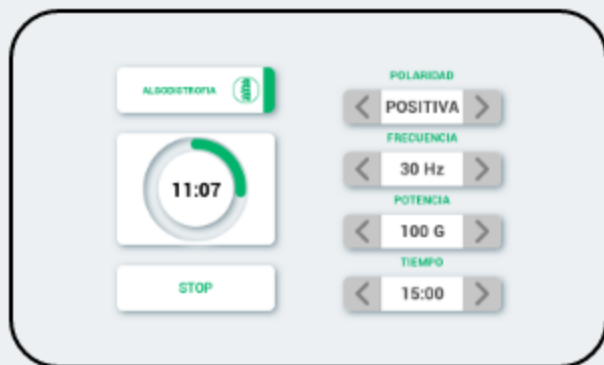 ALGODISTROFIA
11:07
STOP
POLARIDAD
POSITIVA
FRECUENCIA
30 Hz
POTENCIA
100 G
TIEMPO
15:00